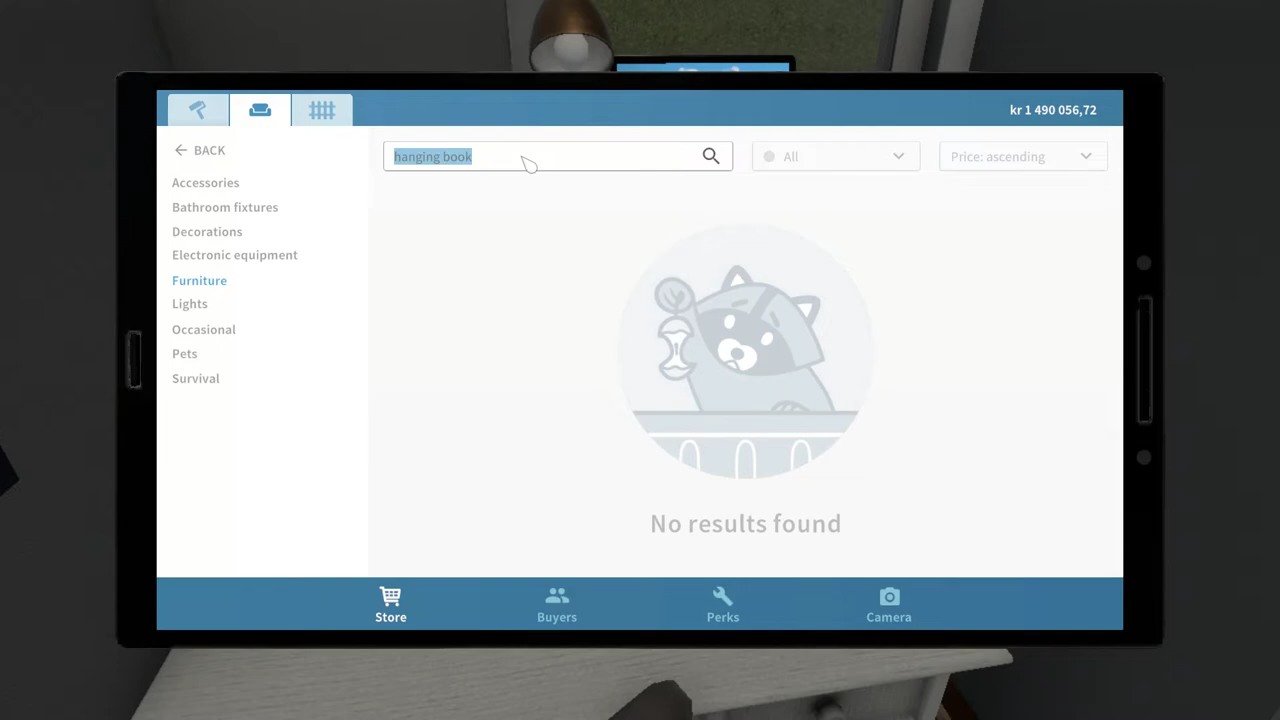 kr 1 490 056,72
BACK
hanging book
All
Price: ascending
Accessories
Bathroom fixtures
Decorations
Electronic equipment
Furniture
Lights
Occasional
Pets
Survival
No results found
Store
Buyers
Perks
Camera